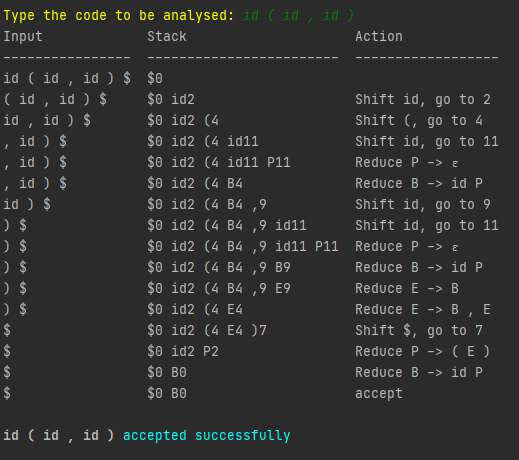 Type the code to be analysed: id ( id , id )
Input Stack Action
---------------- ------------------------ ------------------
id ( id , id ) $ $0
( id , id ) $ $0 id2 Shift id, go to 2
id , id ) $ $0 id2 (4 Shift (, go to 4
, id ) $ $0 id2 (4 id11 Shift id, go to 11
, id ) $ $0 id2 (4 id11 P11 Reduce P -> ε
, id ) $ $0 id2 (4 B4 Reduce B -> id P
id ) $ $0 id2 (4 B4 ,9 Shift id, go to 9
) $ $0 id2 (4 B4 ,9 id11 Shift id, go to 11
) $ $0 id2 (4 B4 ,9 id11 P11 Reduce P -> ε
) $ $0 id2 (4 B4 ,9 B9 Reduce B -> id P
) $ $0 id2 (4 B4 ,9 E9 Reduce E -> B
) $ $0 id2 (4 E4 Reduce E -> B , E
$ $0 id2 (4 E4 )7 Shift $, go to 7
$ $0 id2 P2 Reduce P -> ( E )
$ $0 B0 Reduce B -> id P
$ $0 B0 accept
id ( id , id ) accepted successfully